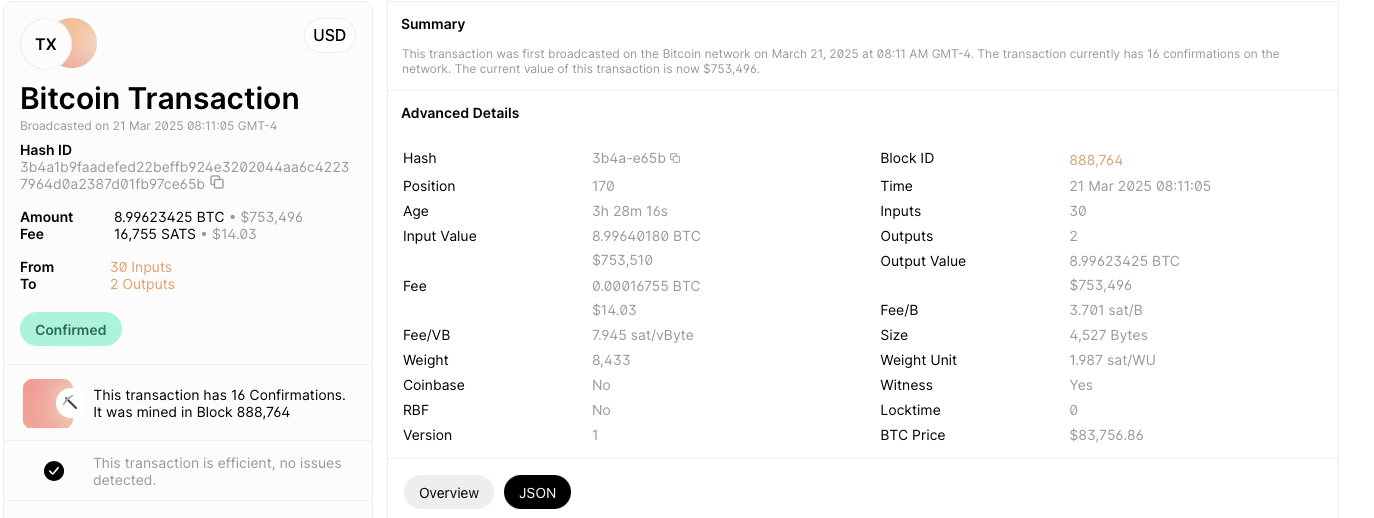 TX
USD
Bitcoin Transaction
Broadcasted on 21 Mar 2025 08:11:05 GMT-4
Hash ID
3b4a1b9faadefed22beffb924e3202044aa6c4223
7964d0a2387d01fb97ce65b
Amount 8.99623425 BTC • $753,496
Fee 16,755 SATS • $14.03
From 30 Inputs
To 2 Outputs
Confirmed
This transaction has 16 Confirmations.
It was mined in Block 888,764
This transaction is efficient, no issues
detected.
Summary
This transaction was first broadcasted on the Bitcoin network on March 21, 2025 at 08:11 AM GMT-4. The transaction currently has 16 confirmations on the
network. The current value of this transaction is now $753,496.
Advanced Details
Hash 3b4a-e65b
Position 170
Age 3h 28m 16s
Input Value 8.99640180 BTC
$753,510
Fee 0.00016755 BTC
$14.03
Fee/VB 7.945 sat/vByte
Weight 8,433
Coinbase No
RBF No
Version 1
Block ID 888,764
Time 21 Mar 2025 08:11:05
Inputs 30
Outputs 2
Output Value 8.99623425 BTC
$753,496
Fee/B 3.701 sat/B
Size 4,527 Bytes
Weight Unit 1.987 sat/WU
Witness Yes
Locktime 0
BTC Price $83,756.86
Overview
JSON